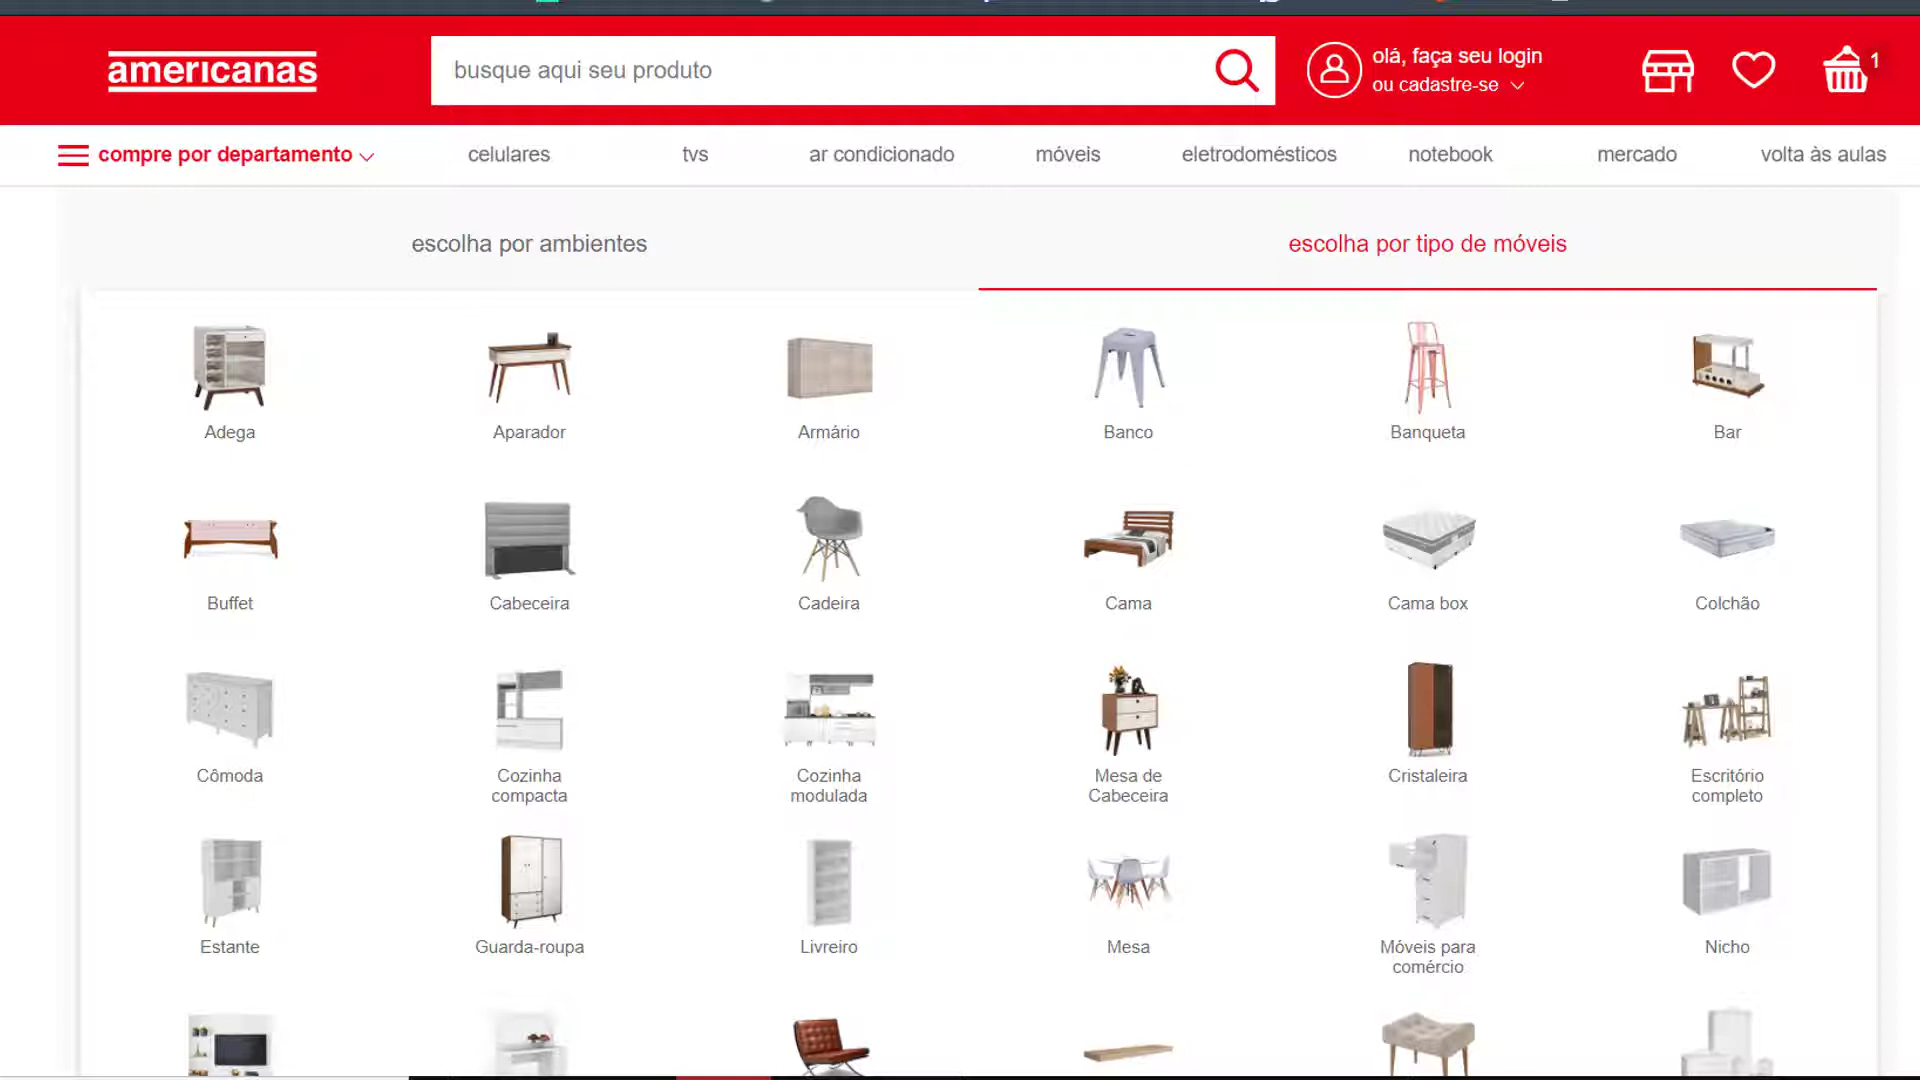 americanas
busque aqui seu produto
olá, faça seu login
ou cadastre-se
1
compre por departamento
celulares
tvs
ar condicionado
móveis
eletrodomésticos
notebook
mercado
volta às aulas
escolha por ambientes
escolha por tipo de móveis
Adega
Aparador
Armário
Banco
Banqueta
Bar
Buffet
Cabeceira
Cadeira
Cama
Cama box
Colchão
Cômoda
Cozinha
compacta
Cozinha
modulada
Mesa de
Cabeceira
Cristaleira
Escritório
completo
Estante
Guarda-roupa
Livreiro
Mesa
Móveis para
comércio
Nicho